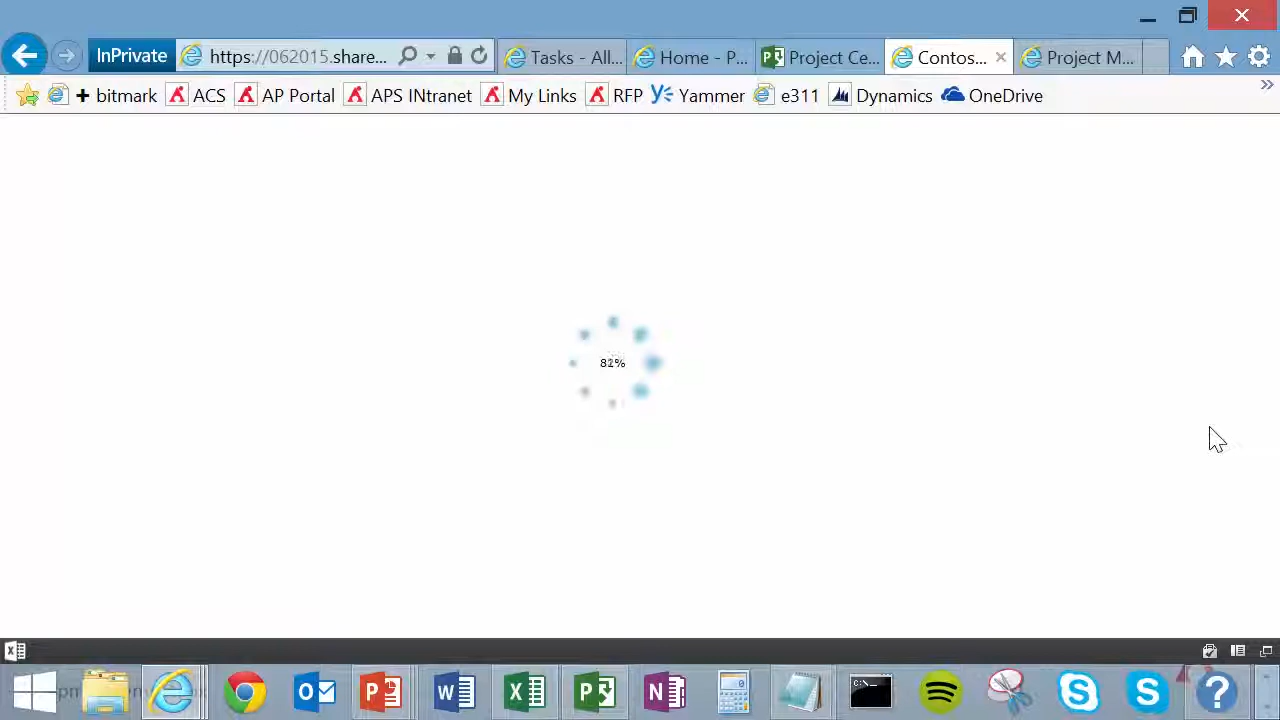 InPrivate https://062015.share... Tasks - All... Home - P... Project Ce... Contos... Project M...
bitmark ACS AP Portal APS INtranet My Links RFP Yammer e311 Dynamics OneDrive